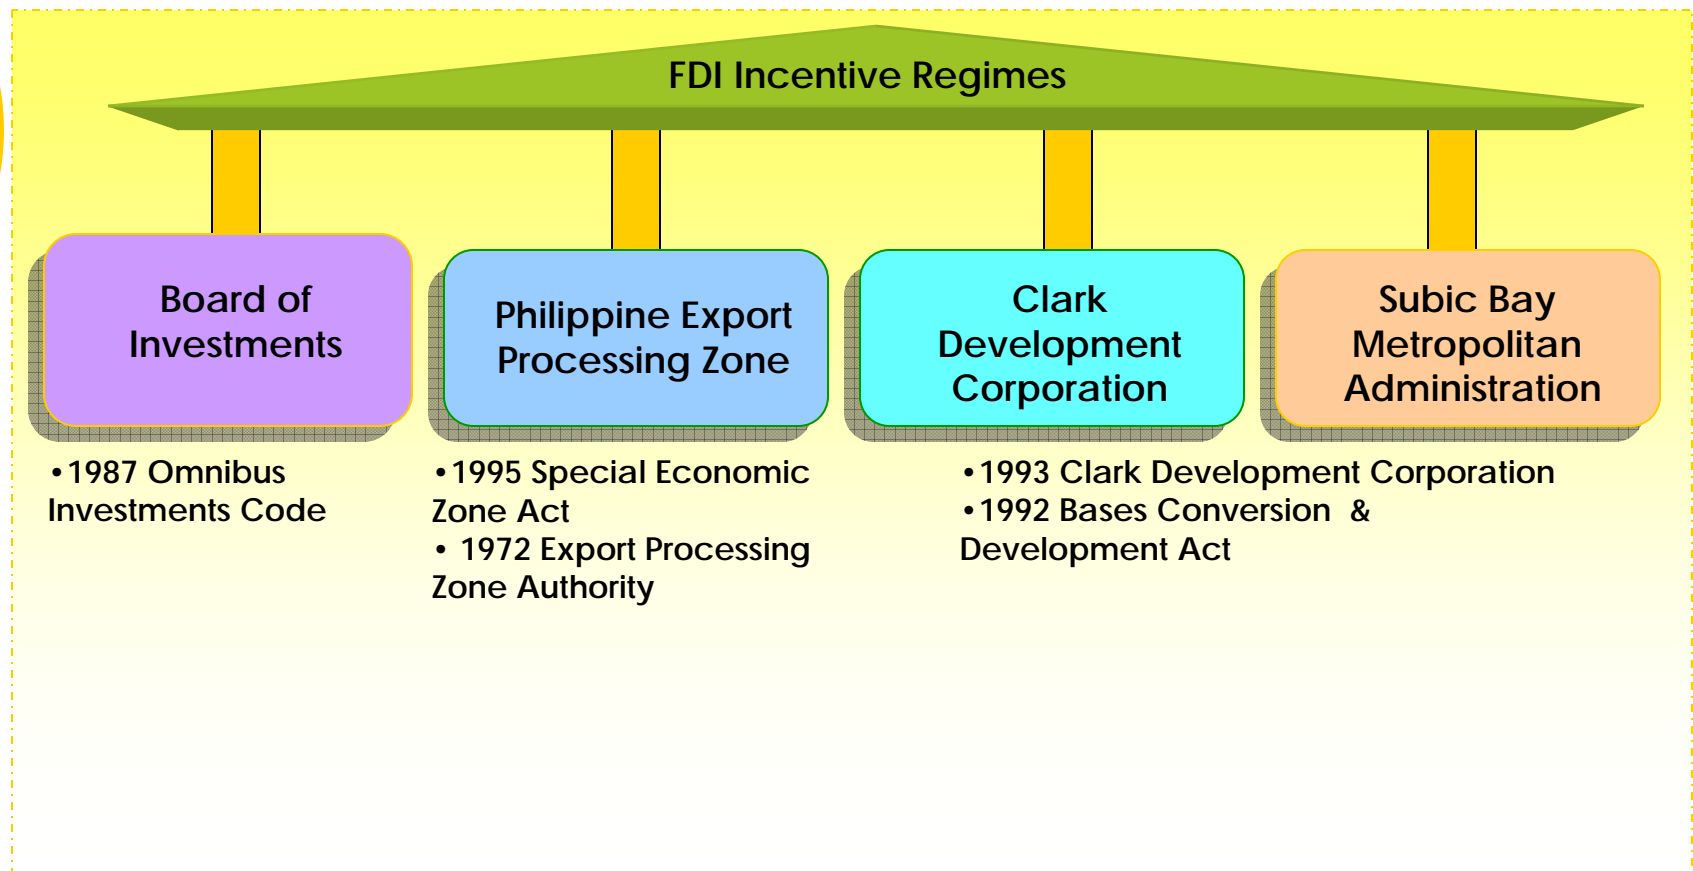 FDI Incentive Regimes
Board of
Investments
Philippine Export
Processing Zone
Clark
Development
Corporation
Subic Bay
Metropolitan
Administration
•1987 Omnibus
Investments Code
•1995 Special Economic
Zone Act
• 1972 Export Processing
Zone Authority
•1993 Clark Development Corporation
•1992 Bases Conversion  &
Development Act